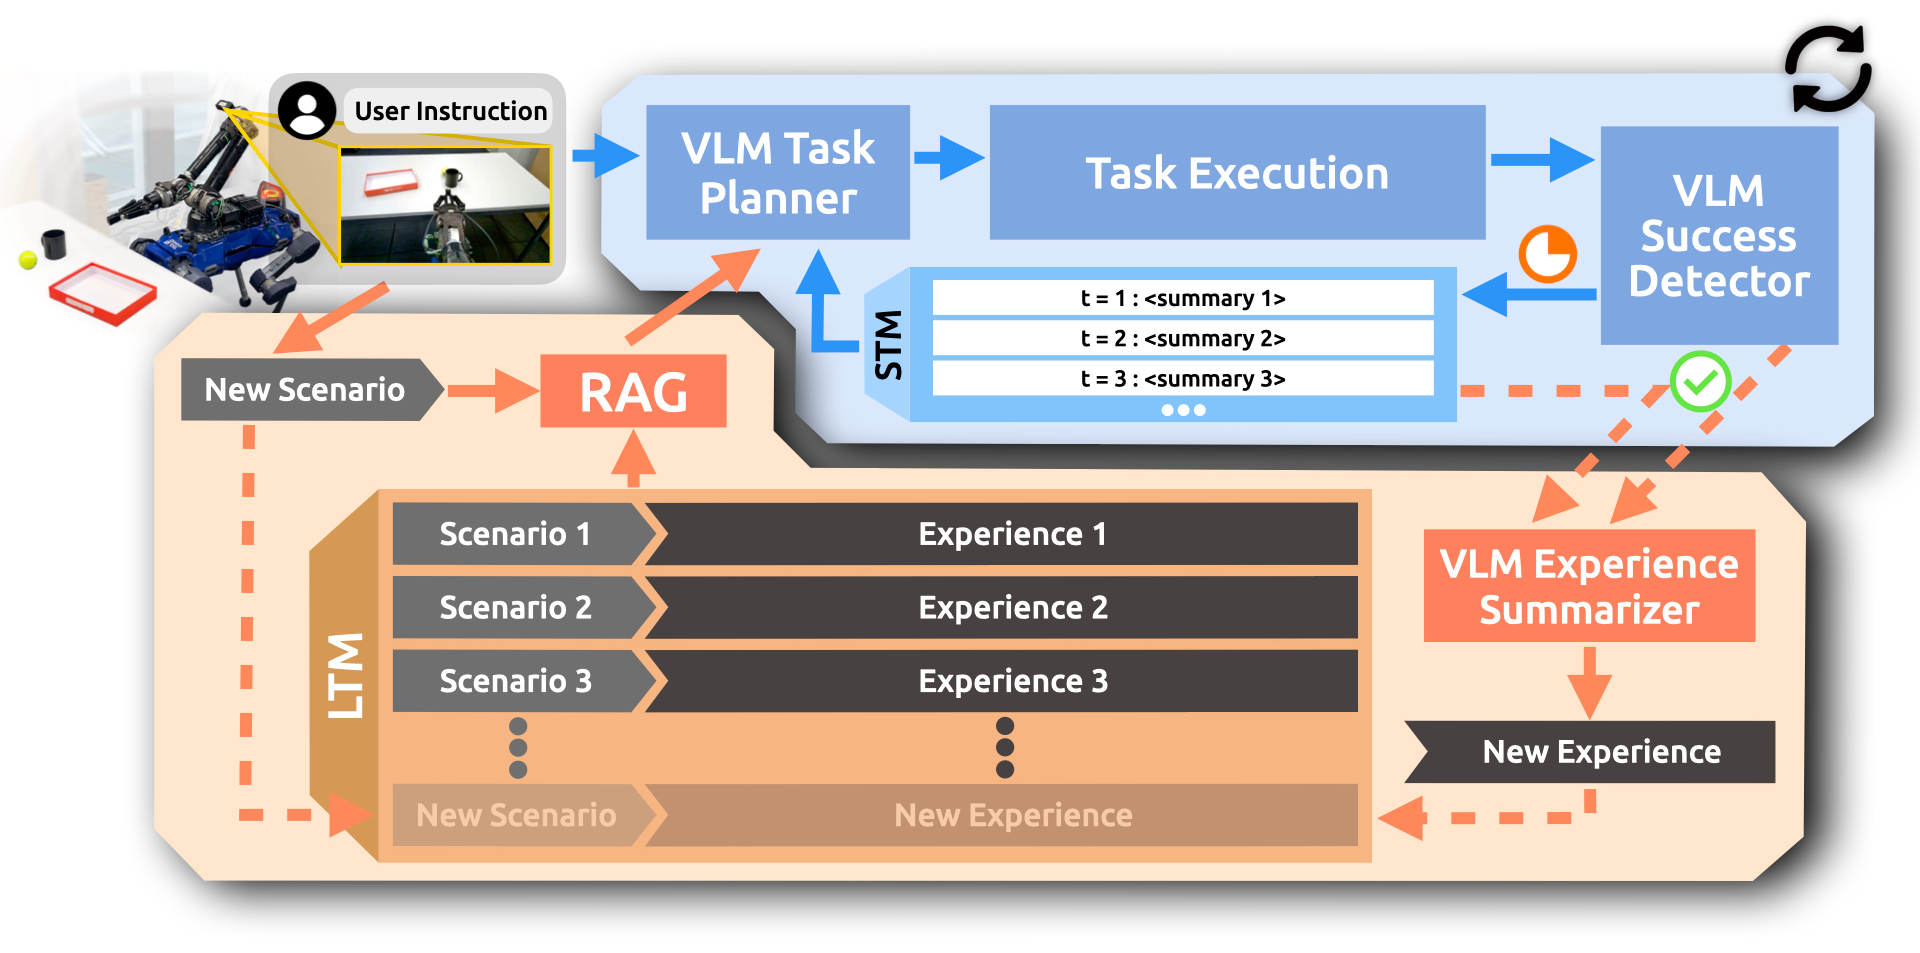 User Instruction
VLM Task
Planner
Task Execution
VLM
Success
Detector
STM
t = 1 : <summary 1>
t = 2 : <summary 2>
t = 3 : <summary 3>
New Scenario
RAG
LTM
Scenario 1
Experience 1
Scenario 2
Experience 2
Scenario 3
Experience 3
New Scenario
New Experience
VLM Experience
Summarizer
New Experience